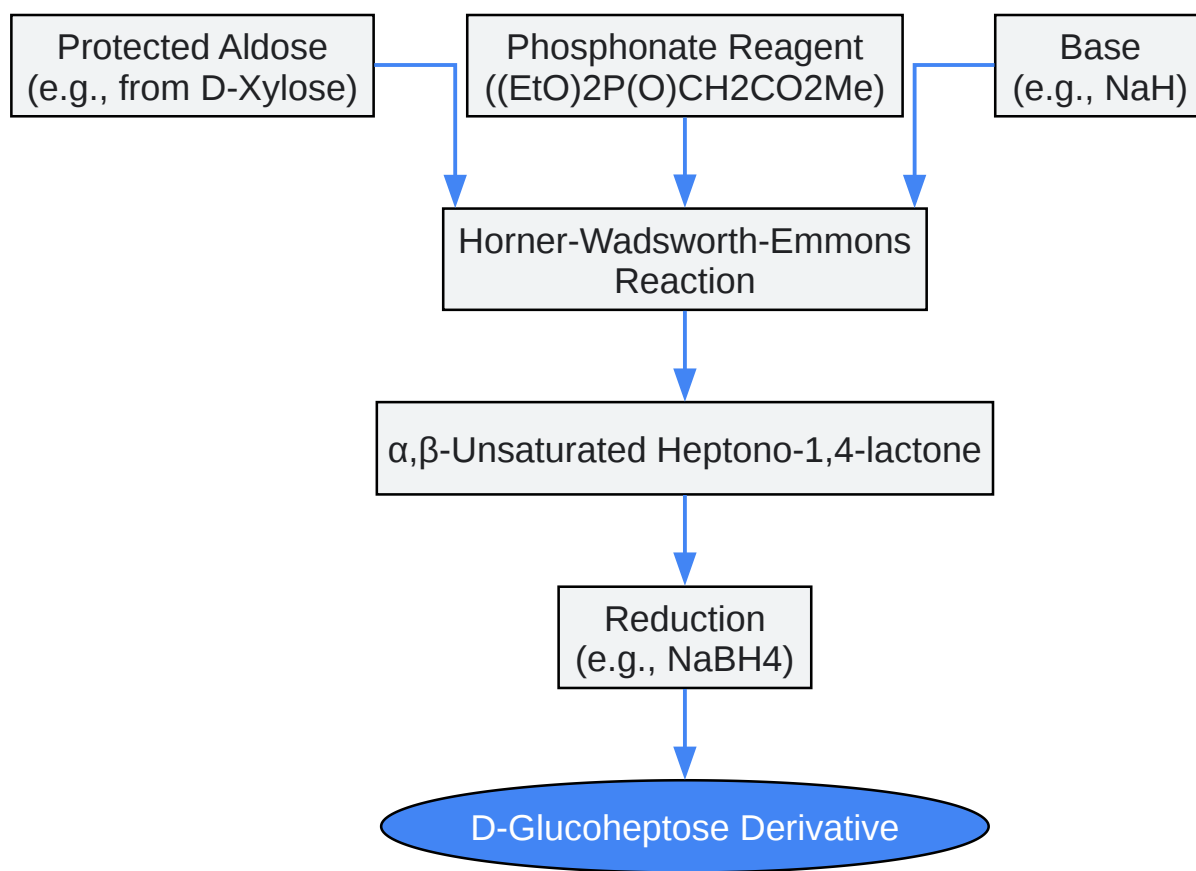 Protected Aldose
(e.g., from D-Xylose)
Phosphonate Reagent
((EtO)2P(O)CH2CO2Me)
Base
(e.g., NaH)
Horner-Wadsworth-Emmons
Reaction
α,β-Unsaturated Heptono-1,4-lactone
Reduction
(e.g., NaBH4)
D-Glucoheptose Derivative